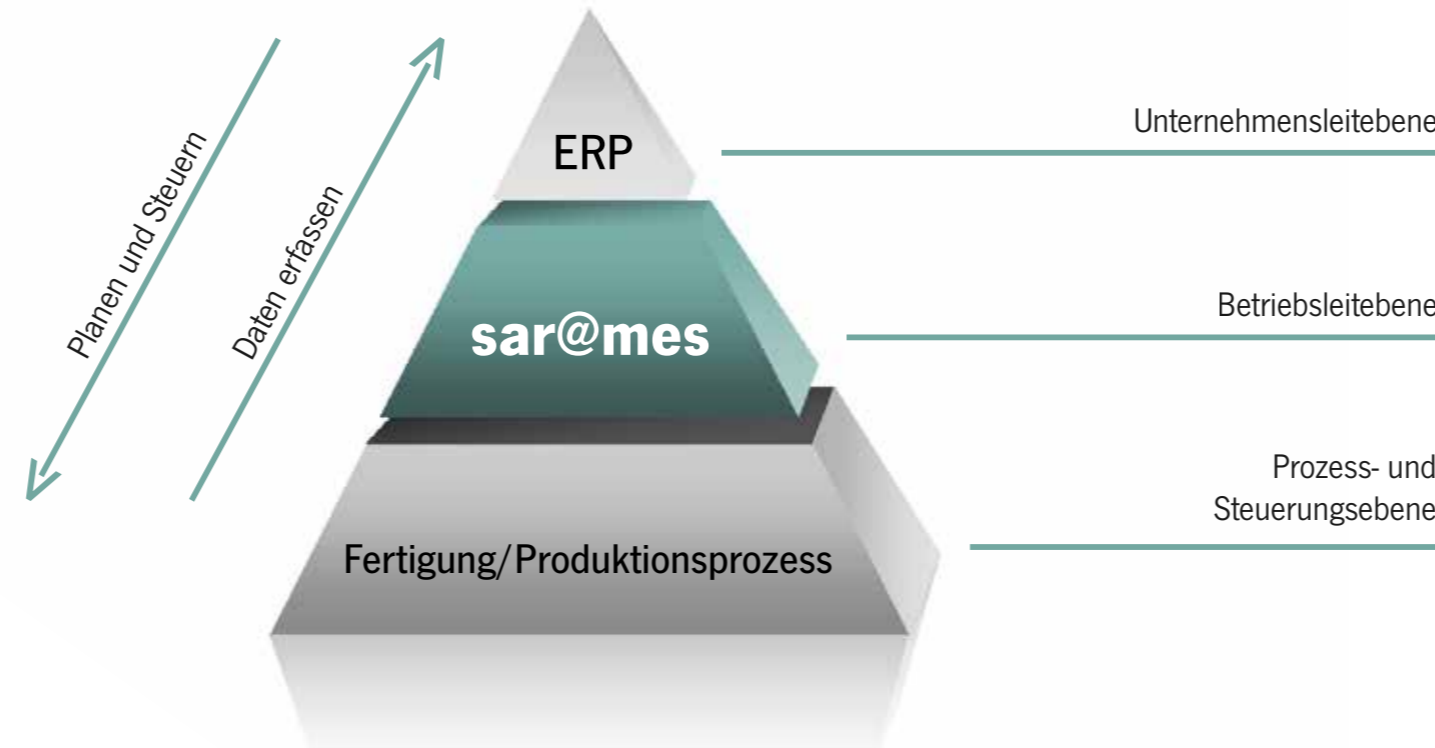 Planen und Steuern
Daten erfassen
ERP
Unternehmensleitebene
sar@mes
Betriebsleitebene
Fertigung/Produktionsprozess
Prozess- und
Steuerungsebene